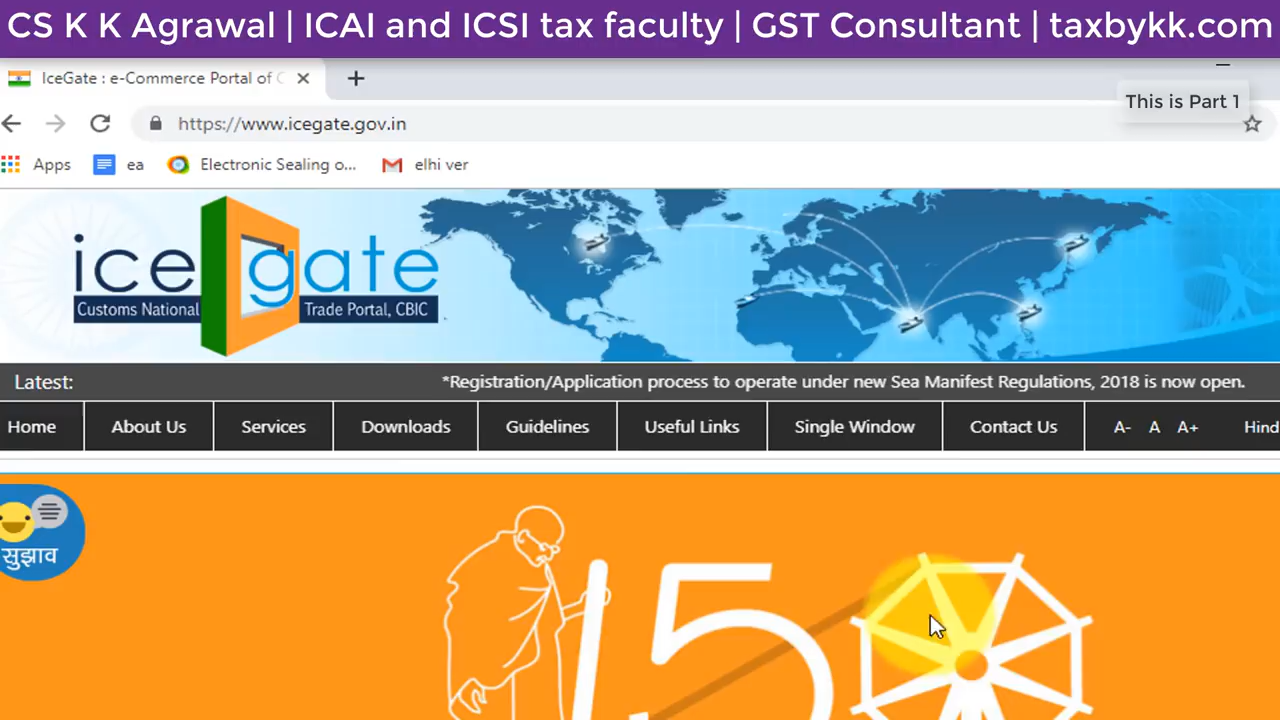 CS K K Agrawal | ICAI and ICSI tax faculty | GST Consultant | taxbykk.com
IceGate : e-Commerce Portal of C
This is Part 1
https://www.icegate.gov.in
Apps ea Electronic Sealing o... elhi ver
icegate
Customs National Trade Portal, CBIC
Latest: *Registration/Application process to operate under new Sea Manifest Regulations, 2018 is now open.
Home About Us Services Downloads Guidelines Useful Links Single Window Contact Us A- A A+ Hind
सुझाव
150